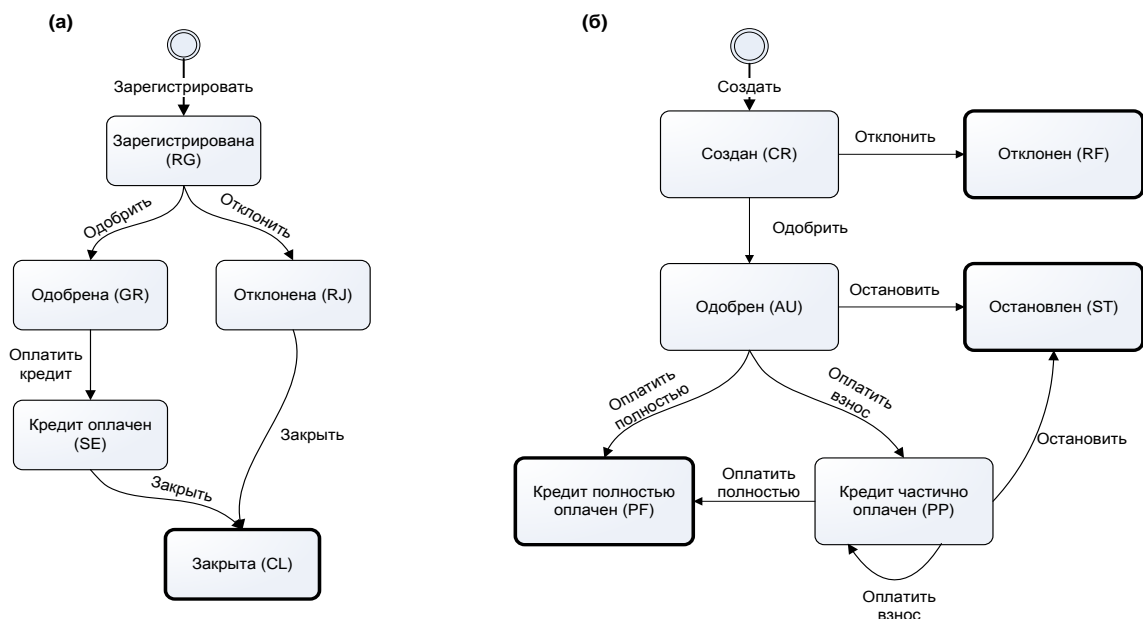 (а)
Зарегистрировать
Зарегистрирована
(RG)
Одобрить
Отклонить
Одобрена (GR)
Отклонена (RJ)
Оплатить
кредит
Кредит оплачен
(SE)
Закрыть
Закрыть
Закрыта (CL)
(б)
Создать
Создан (CR)
Отклонить
Отклонен (RF)
Одобрить
Одобрен (AU)
Остановить
Остановлен (ST)
Оплатить
полностью
Оплатить
взнос
Остановить
Кредит полностью
оплачен (PF)
Оплатить
полностью
Кредит частично
оплачен (PP)
Оплатить
взнос